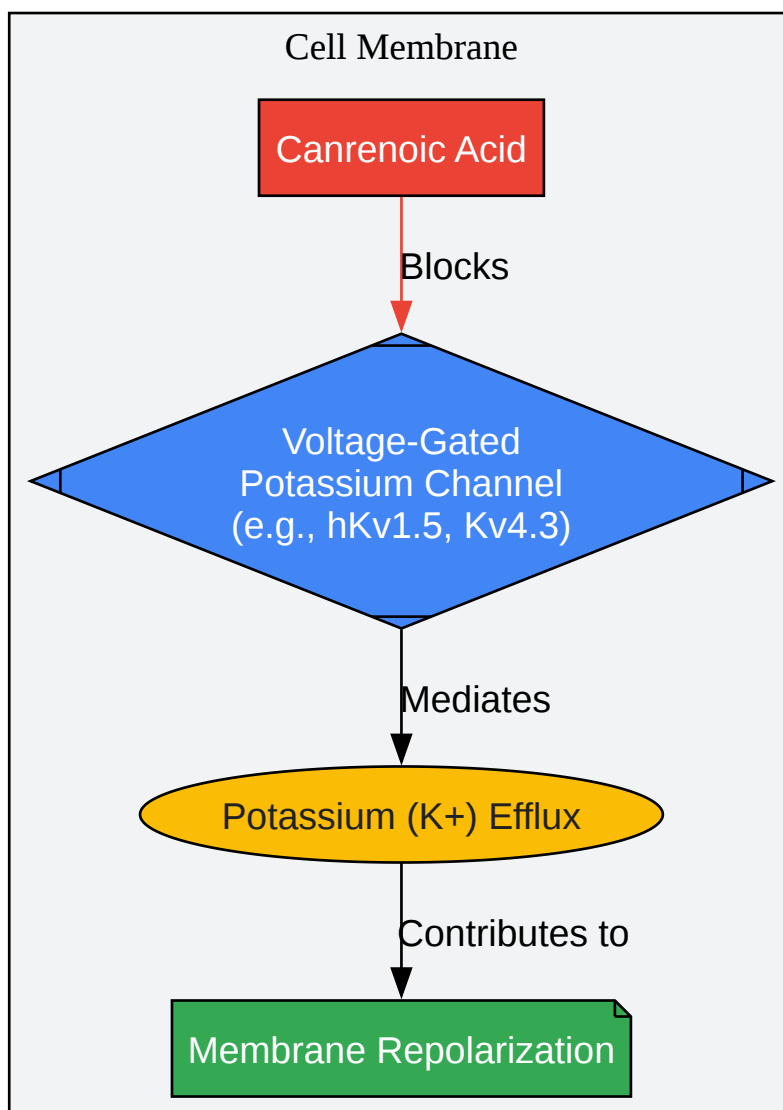 Cell Membrane
Canrenoic Acid
Blocks
Voltage-Gated
Potassium Channel
(e.g., hKv1.5, Kv4.3)
Mediates
Potassium (K+) Efflux
Contributes to
Membrane Repolarization